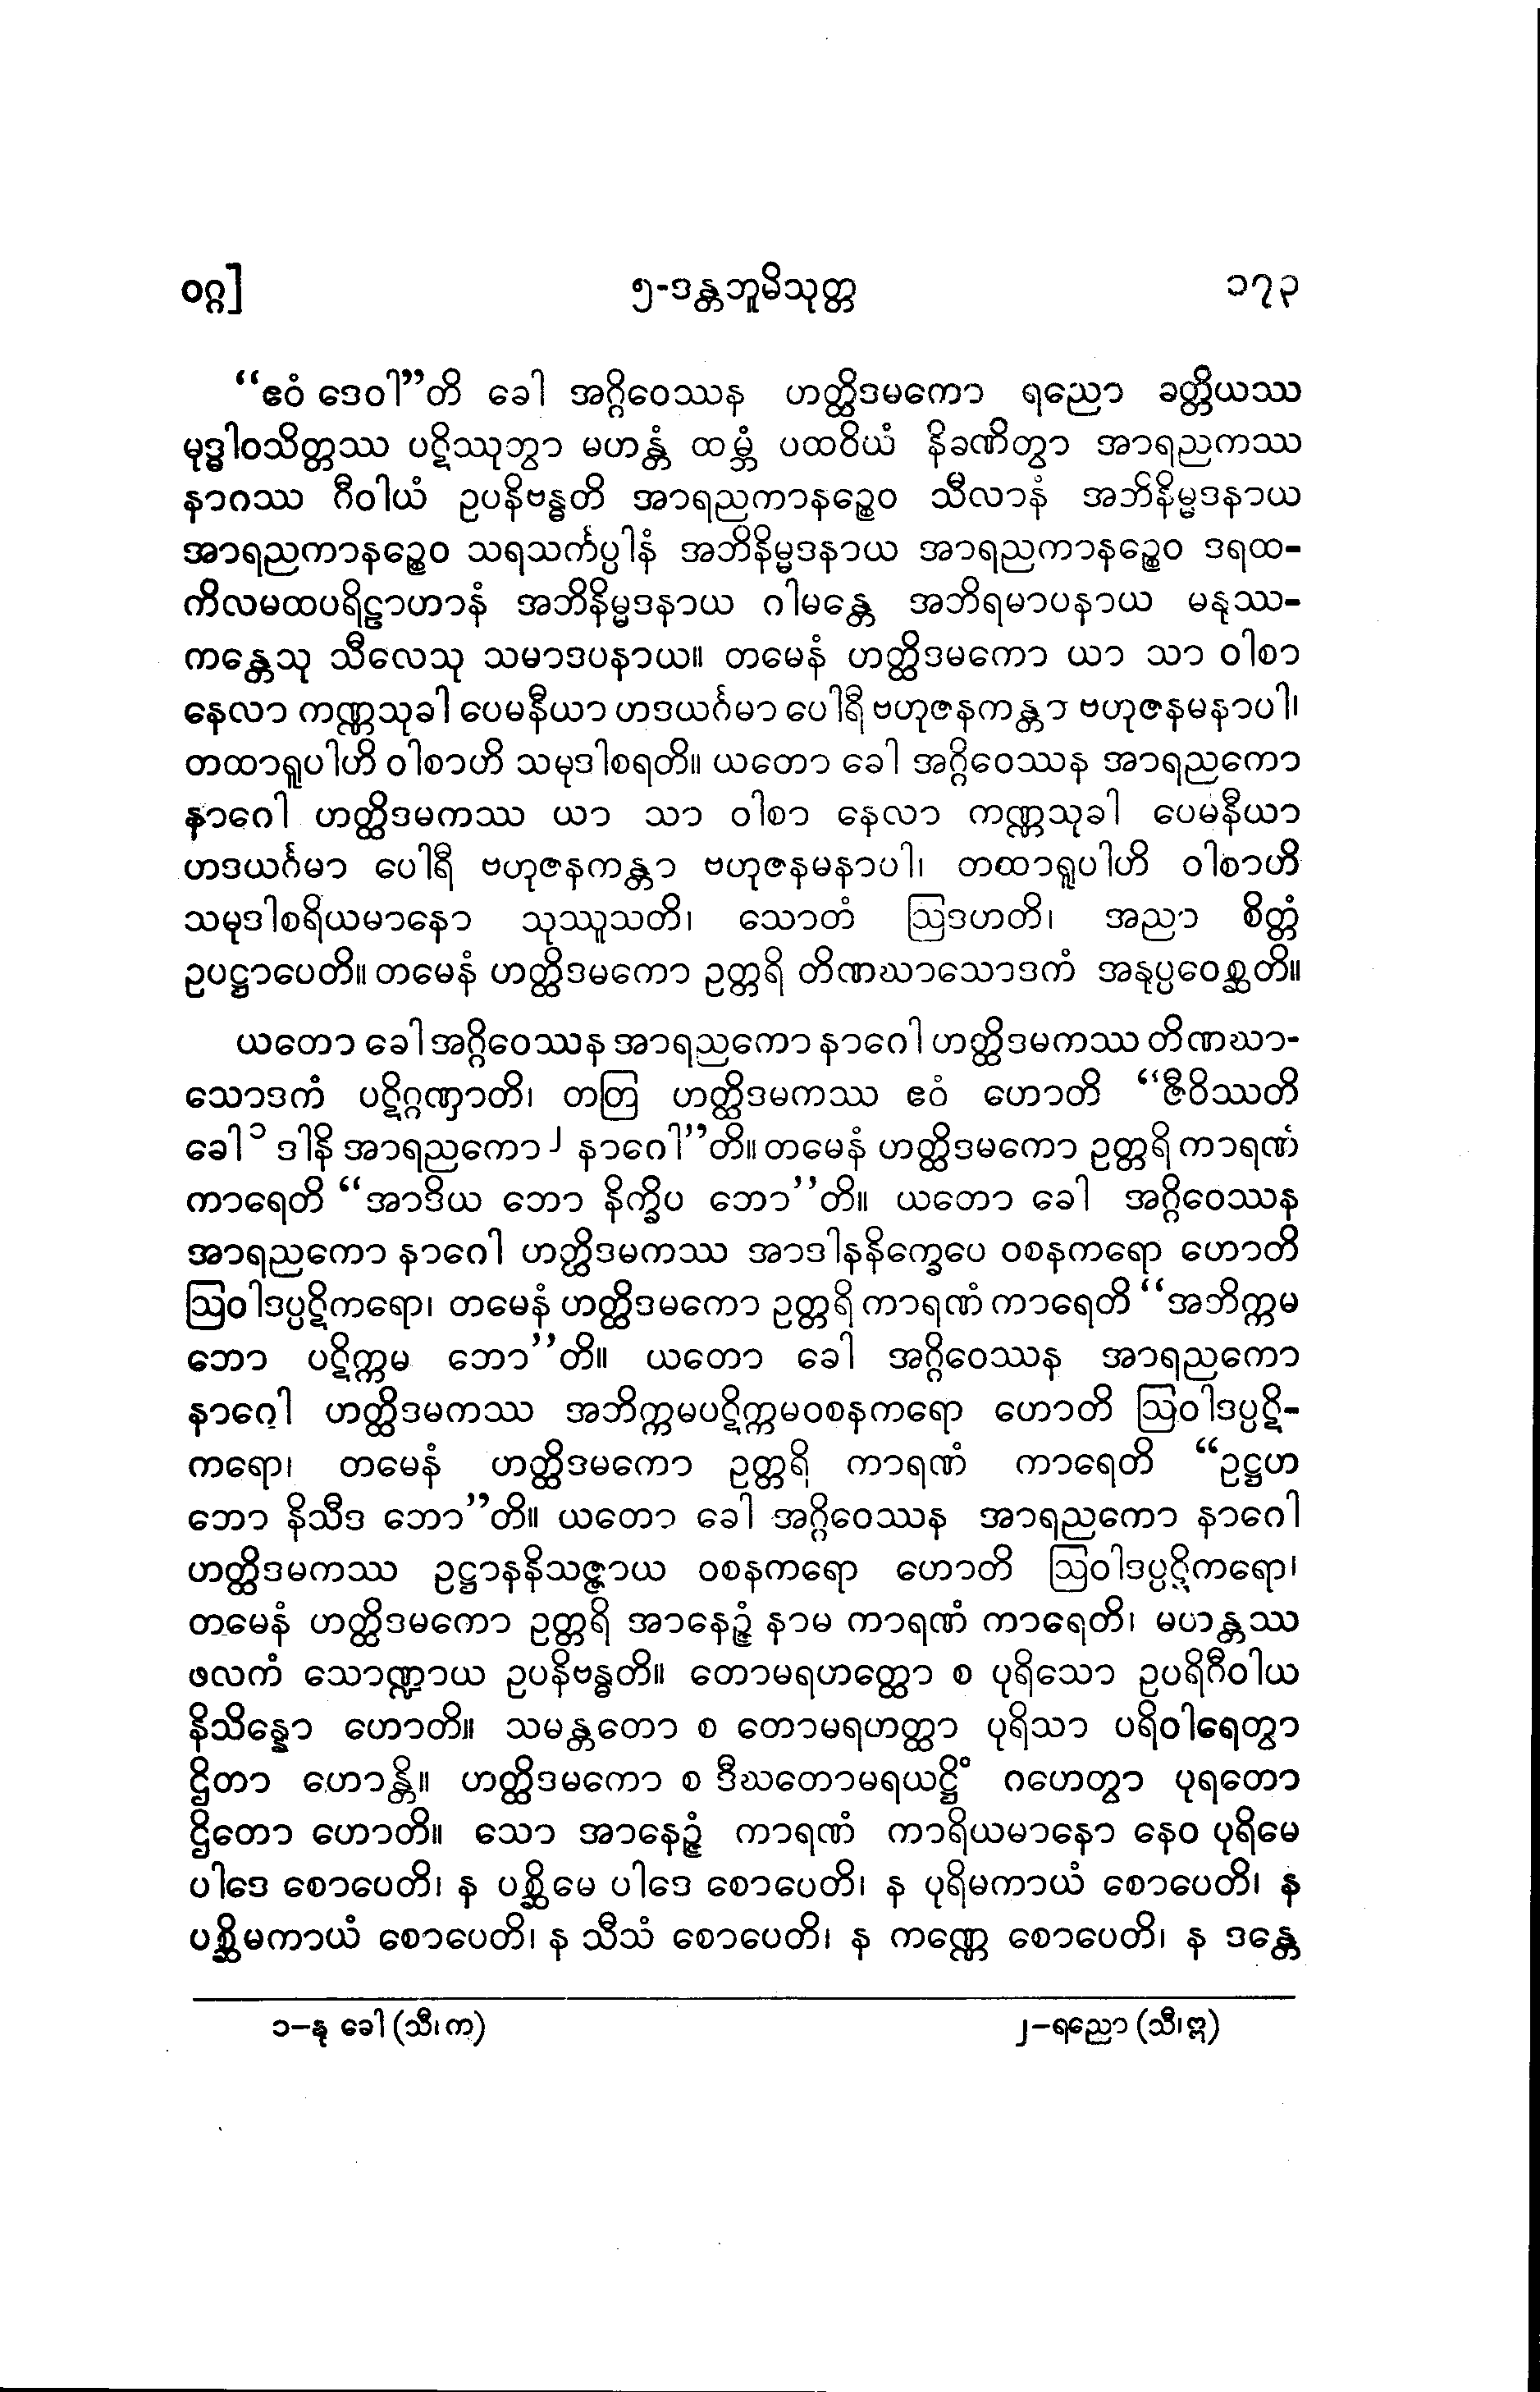 ဝဂ္ဂ]
၅-ဒန္တဘူမိသုတ္တ
၁၇၃
“ဧဝံ ဒေဝါ”တိ ခေါ အဂ္ဂိဝေဿန ဟတ္ထိဒမကော ရညော ခတ္တိယဿ
မုဒ္ဓါဝသိတ္တဿ ပဋိဿုတွာ မဟန္တံ ထမ္ဘံ ပထဝိယံ နိခဏိတွာ အာရညကဿ
နာဂဿ ဂီဝါယံ ဥပနိဗန္ဓတိ အာရညကာနဉ္စေဝ သီလာနံ အဘိနိမ္မဒနာယ
အာရညကာနဉ္စေဝ သရသင်္ကပ္ပါနံ အဘိနိမ္မဒနာယ အာရညကာနဉ္စေဝ ဒရထ-
ကိလမထပရိဠာဟာနံ အဘိနိမ္မဒနာယ ဂါမန္တေ အဘိရမာပနာယ မနုဿ-
ကန္တေသု သီလေသု သမာဒပနာယ။ တမေနံ ဟတ္ထိဒမကော ယာ သာ ဝါစာ
နေလာ ကဏ္ဏသုခါ ပေမနီယာ ဟဒယင်္ဂမာ ပေါရီ ဗဟုဇနကန္တာ ဗဟုဇနမနာပါ၊
တထာရူပါဟိ ဝါစာဟိ သမုဒါစရတိ။ ယတော ခေါ အဂ္ဂိဝေဿန အာရညကော
နာဂေါ ဟတ္ထိဒမကဿ ယာ သာ ဝါစာ နေလာ ကဏ္ဏသုခါ ပေမနီယာ
ဟဒယင်္ဂမာ ပေါရီ ဗဟုဇနကန္တာ ဗဟုဇနမနာပါ၊ တထာရူပါဟိ ဝါစာဟိ
သမုဒါစရိယမာနော သုဿူသတိ၊ သောတံ ဩဒဟတိ၊ အညာ စိတ္တံ
ဥပဋ္ဌာပေတိ။ တမေနံ ဟတ္ထိဒမကော ဥတ္တရိ တိဏဃာသောဒကံ အနုပ္ပဝေစ္ဆတိ။
ယတော ခေါ အဂ္ဂိဝေဿန အာရညကော နာဂေါ ဟတ္ထိဒမကဿ တိဏဃာ-
သောဒကံ ပဋိဂ္ဂဏှာတိ၊ တတြ ဟတ္ထိဒမကဿ ဧဝံ ဟောတိ “ဇီဝိဿတိ
ခေါ ၁ ဒါနိ အာရညကော ၂ နာဂေါ”တိ။ တမေနံ ဟတ္ထိဒမကော ဥတ္တရိ ကာရဏံ
ကာရေတိ “အာဒိယ ဘော နိက္ခိပ ဘော”တိ။ ယတော ခေါ အဂ္ဂိဝေဿန
အာရညကော နာဂေါ ဟတ္ထိဒမကဿ အာဒါနနိက္ခေပေ ဝစနကရော ဟောတိ
ဩဝါဒပ္ပဋိကရော၊ တမေနံ ဟတ္ထိဒမကော ဥတ္တရိ ကာရဏံ ကာရေတိ “အဘိက္ကမ
ဘော ပဋိက္ကမ ဘော”တိ။ ယတော ခေါ အဂ္ဂိဝေဿန အာရညကော
နာဂေါ ဟတ္ထိဒမကဿ အဘိက္ကမပဋိက္ကမဝစနကရော ဟောတိ ဩဝါဒပ္ပဋိ-
ကရော၊ တမေနံ ဟတ္ထိဒမကော ဥတ္တရိ ကာရဏံ ကာရေတိ “ဥဋ္ဌဟ
ဘော နိသီဒ ဘော”တိ။ ယတော ခေါ အဂ္ဂိဝေဿန အာရညကော နာဂေါ
ဟတ္ထိဒမကဿ ဥဋ္ဌာနနိသဇ္ဇာယ ဝစနကရော ဟောတိ ဩဝါဒပ္ပဋိကရော၊
တမေနံ ဟတ္ထိဒမကော ဥတ္တရိ အာနေဉ္ဇံ နာမ ကာရဏံ ကာရေတိ၊ မဟန္တဿ
ဖလကံ သောဏ္ဍာယ ဥပနိဗန္ဓတိ။ တောမရဟတ္ထော စ ပုရိသော ဥပရိဂီဝါယ
နိသိန္နော ဟောတိ။ သမန္တတော စ တောမရဟတ္ထာ ပုရိသာ ပရိဝါရေတွာ
ဌိတာ ဟောန္တိ။ ဟတ္ထိဒမကော စ ဒီဃတောမရယဋ္ဌိံ ဂဟေတွာ ပုရတော
ဌိတော ဟောတိ။ သော အာနေဉ္ဇံ ကာရဏံ ကာရိယမာနော နေဝ ပုရိမေ
ပါဒေ စောပေတိ၊ န ပစ္ဆိမေ ပါဒေ စောပေတိ၊ န ပုရိမကာယံ စောပေတိ၊ န
ပစ္ဆိမကာယံ စောပေတိ၊ န သီသံ စောပေတိ၊ န ကဏ္ဏေ စောပေတိ၊ န ဒန္တေ
၁–နု ခေါ (သီ၊ က)
၂–ရညော (သီ၊ ဣ)